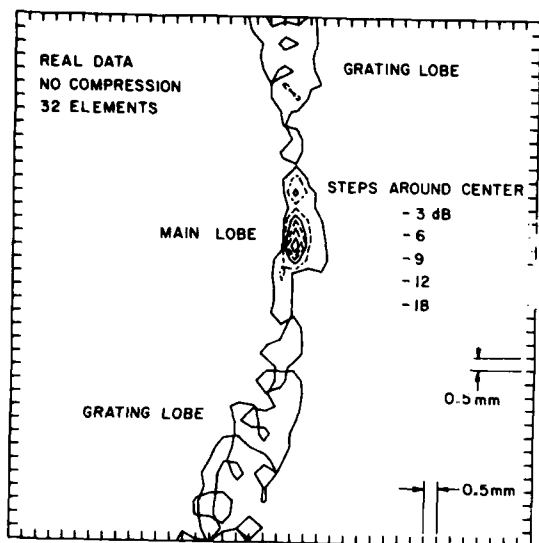 REAL DATA
NO COMPRESSION
32 ELEMENTS
GRATING LOBE
STEPS AROUND CENTER
- 3 dB
- 6
- 9
- 12
- 18
MAIN LOBE
0.5mm
GRATING LOBE
0.5mm